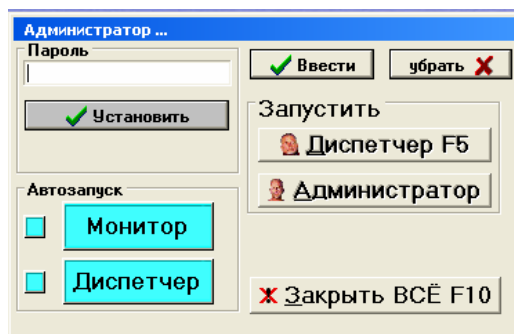 Администратор ...
Пароль
Ввести
убрать
Установить
Запустить
Диспетчер F5
Администратор
Автозапуск
Монитор
Диспетчер
Закрыть ВСЁ F10